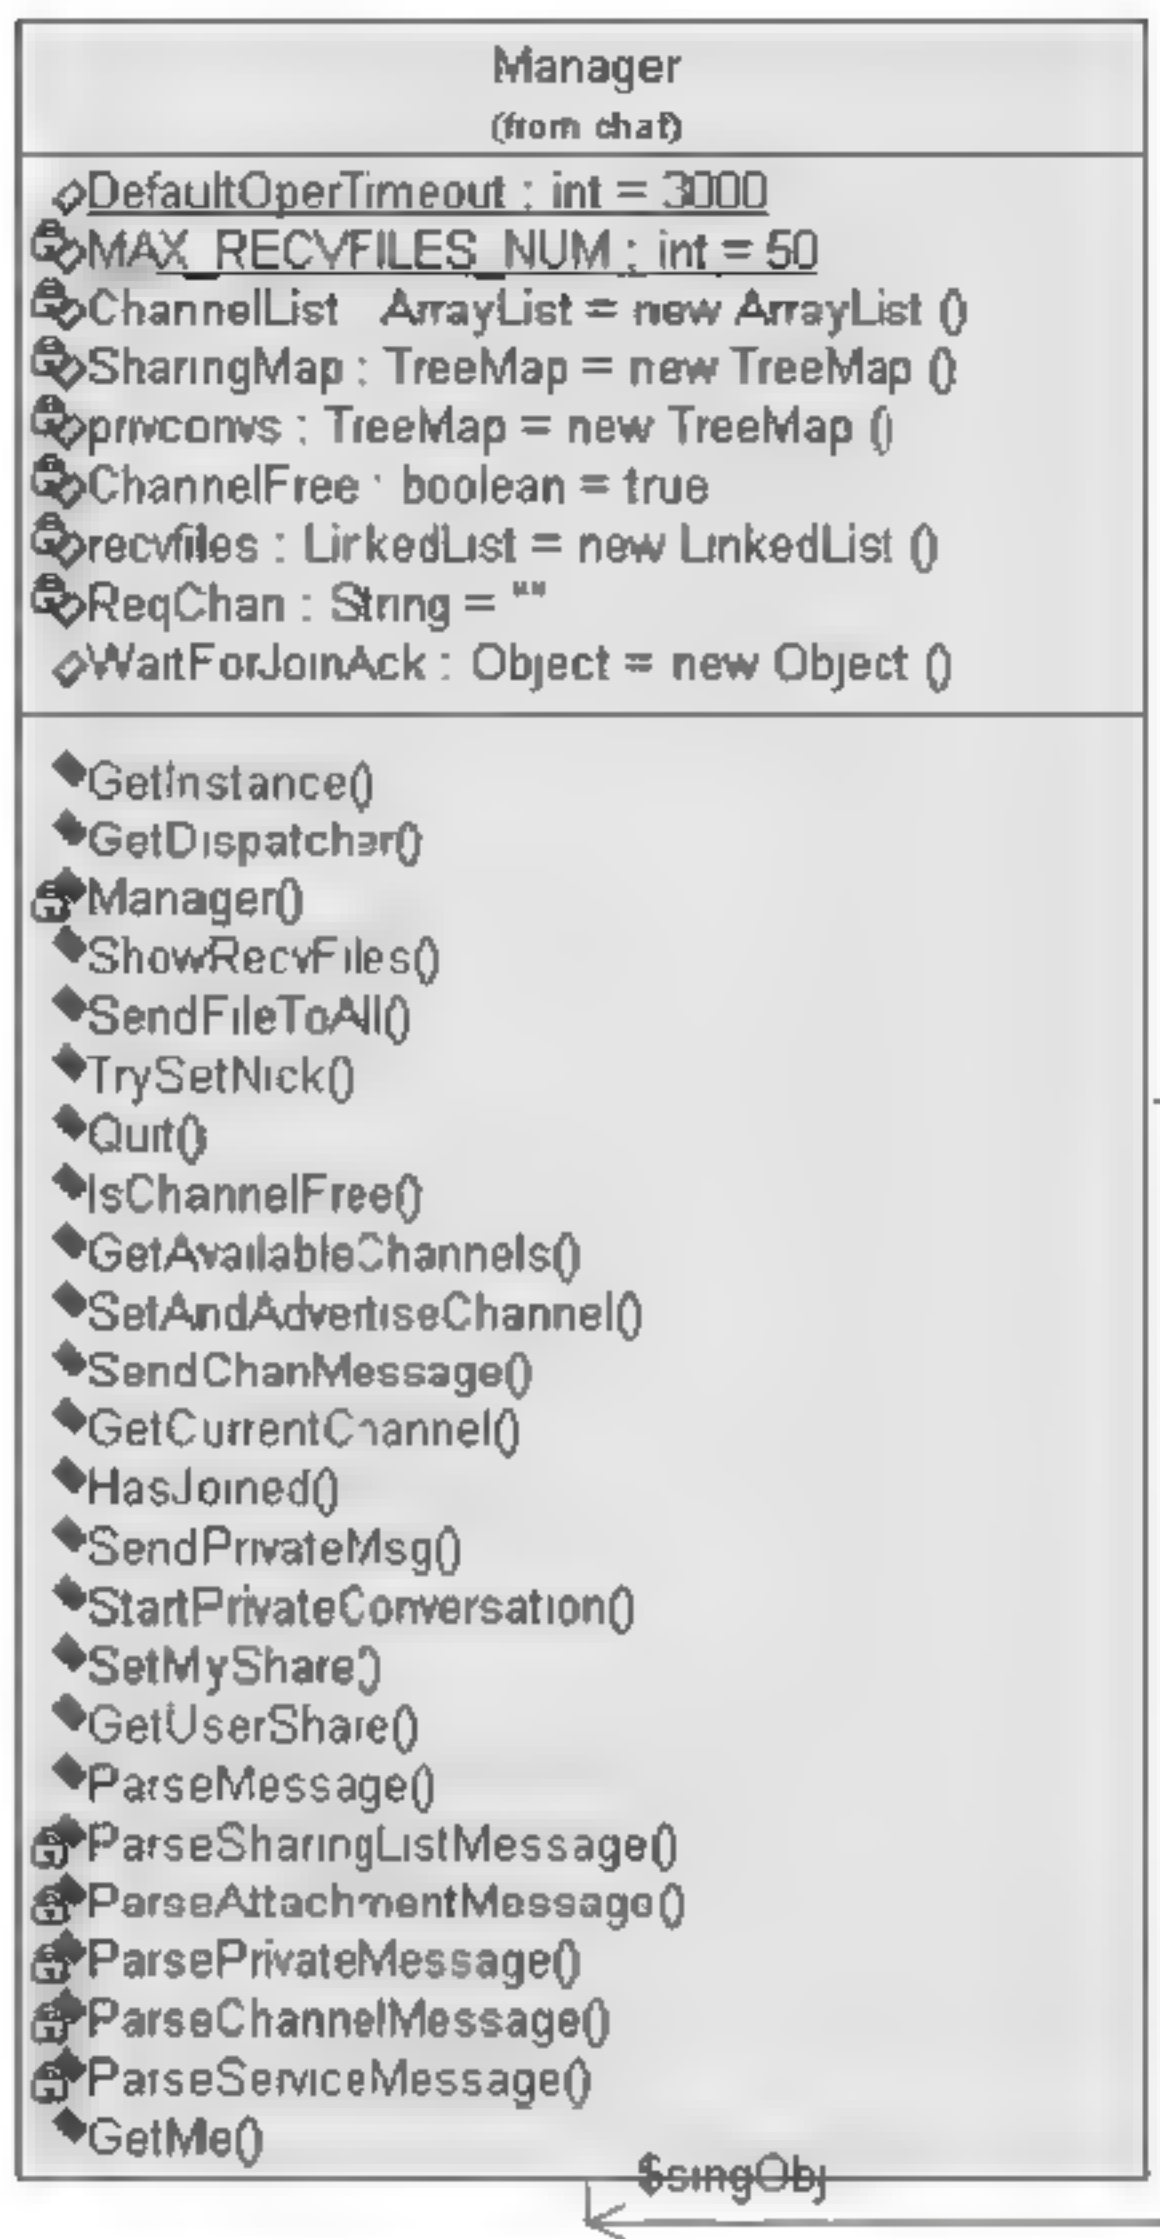 Manager
(from chat)
DefaultOperTimeout : int = 3000
MAX_RECVFILES_NUM : int = 50
ChannelList   ArrayList = new ArrayList ()
SharingMap : TreeMap = new TreeMap ()
privconvs : TreeMap = new TreeMap ()
ChannelFree : boolean = true
recvfiles : LinkedList = new LinkedList ()
ReqChan : String = ""
WaitForJoinAck : Object = new Object ()
GetInstance()
GetDispatcher()
Manager()
ShowRecvFiles()
SendFileToAll()
TrySetNick()
Quit()
IsChannelFree()
GetAvailableChannels()
SetAndAdvertiseChannel()
SendChanMessage()
GetCurrentChannel()
HasJoined()
SendPrivateMsg()
StartPrivateConversation()
SetMyShare()
GetUserShare()
ParseMessage()
ParseSharingListMessage()
ParseAttachmentMessage()
ParsePrivateMessage()
ParseChannelMessage()
ParseServiceMessage()
GetMe()
$singObj